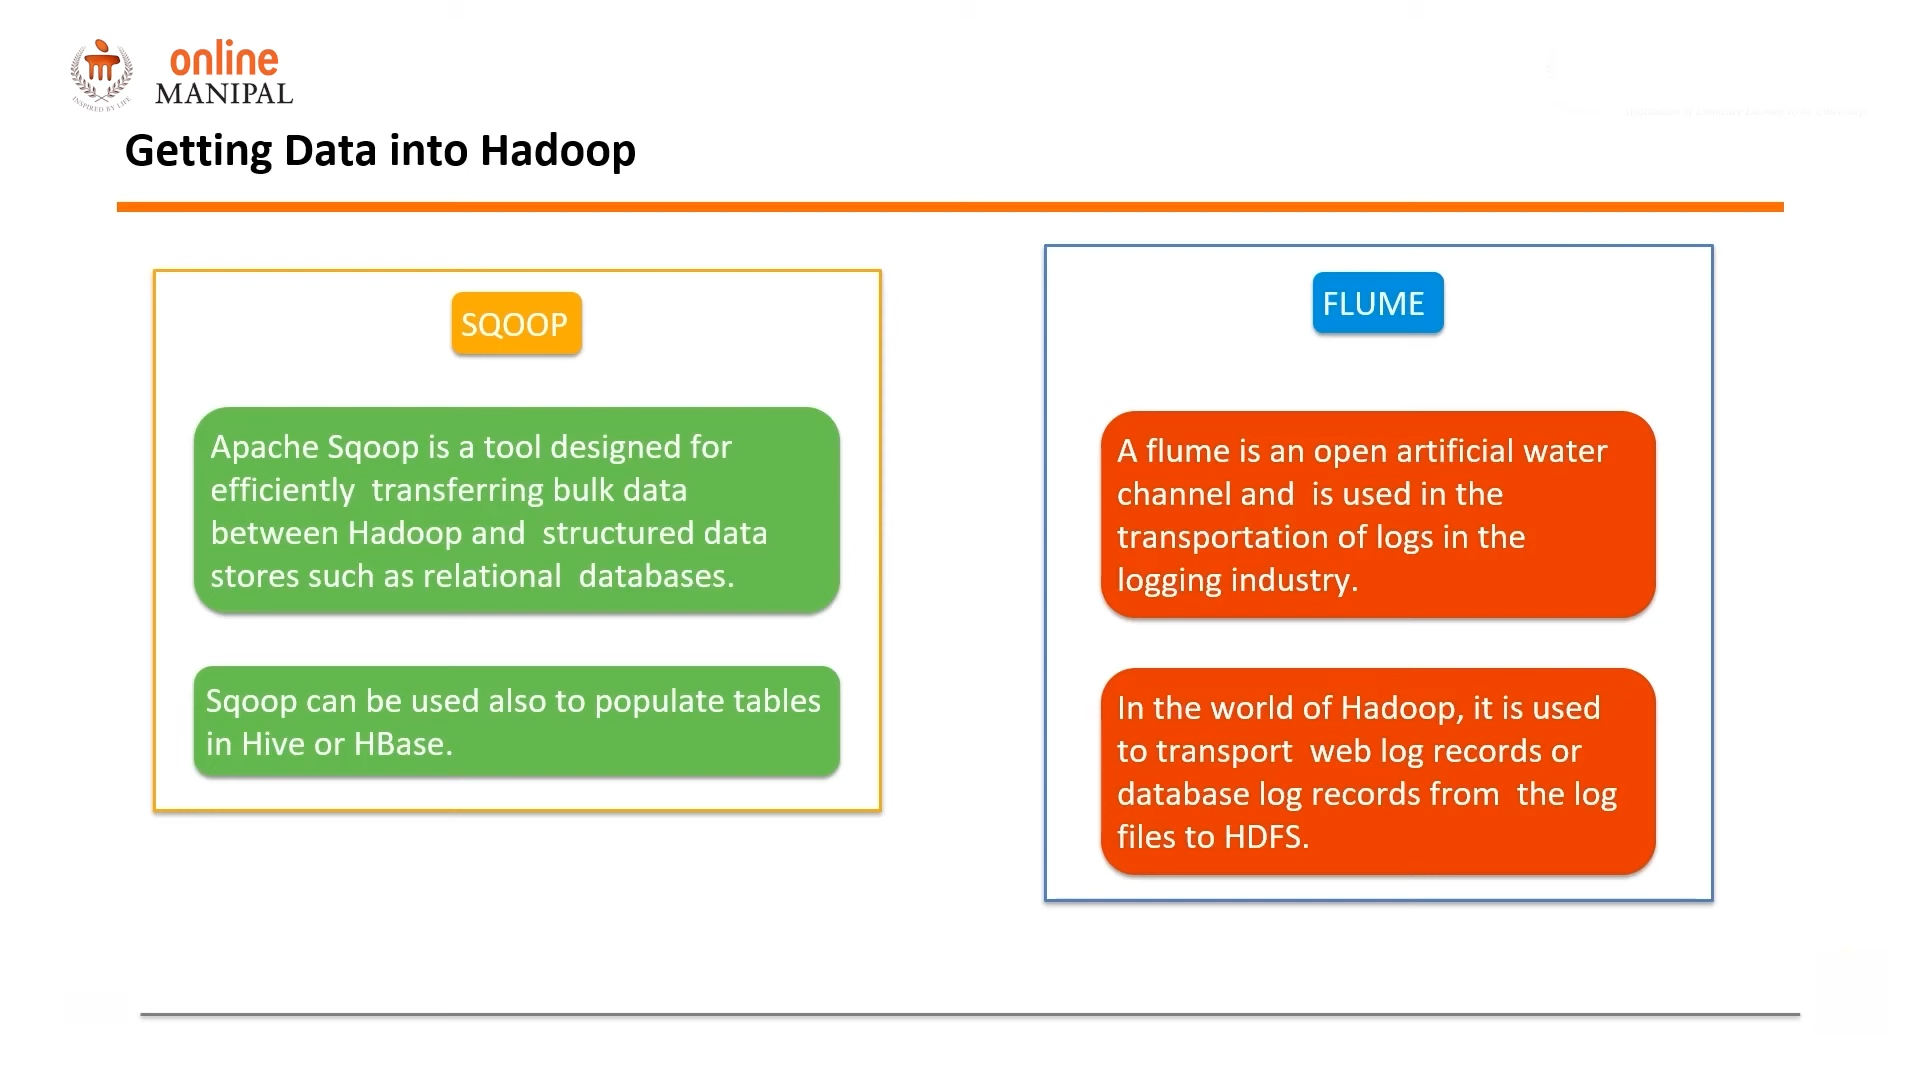 online
MANIPAL
INSPIRED BY LIFE
Getting Data into Hadoop
SQOOP
Apache Sqoop is a tool designed for
efficiently transferring bulk data
between Hadoop and structured data
stores such as relational databases.
Sqoop can be used also to populate tables
in Hive or HBase.
FLUME
A flume is an open artificial water
channel and is used in the
transportation of logs in the
logging industry.
In the world of Hadoop, it is used
to transport web log records or
database log records from the log
files to HDFS.